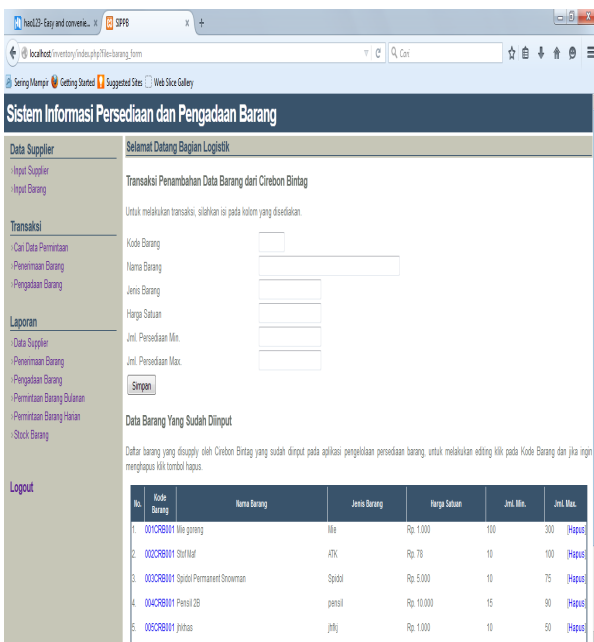 hao123- Easy and convenie... × SIPPB × +
localhost/inventory/index.php?file=barang_form Cari
Sering Mampir Getting Started Suggested Sites Web Slice Gallery
Sistem Informasi Persediaan dan Pengadaan Barang
Data Supplier
›Input Supplier
›Input Barang
Transaksi
›Cari Data Permintaan
›Penerimaan Barang
›Pengadaan Barang
Laporan
›Data Supplier
›Penerimaan Barang
›Pengadaan Barang
›Permintaan Barang Bulanan
›Permintaan Barang Harian
›Stock Barang
Logout
Selamat Datang Bagian Logistik
Transaksi Penambahan Data Barang dari Cirebon Bintag
Untuk melakukan transaksi, silahkan isi pada kolom yang disediakan.
Kode Barang
Nama Barang
Jenis Barang
Harga Satuan
Jml. Persediaan Min.
Jml. Persediaan Max.
Simpan
Data Barang Yang Sudah Diinput
Daftar barang yang disupply oleh Cirebon Bintag yang sudah diinput pada aplikasi pengelolaan persediaan barang, untuk melakukan editing klik pada Kode Barang dan jika ingin
menghapus klik tombol hapus.
No. Kode Barang Nama Barang Jenis Barang Harga Satuan Jml. Min. Jml. Max.
1. 001CRB001 Mie goreng Mie Rp. 1.000 100 300 [Hapus]
2. 002CRB001 Stof Maf ATK Rp. 78 10 100 [Hapus]
3. 003CRB001 Spidol Permanent Snowman Spidol Rp. 5.000 10 75 [Hapus]
4. 004CRB001 Pensil 2B pensil Rp. 10.000 15 90 [Hapus]
5. 005CRB001 jhkhas Rp. 1.000 10 50 [Hapus]